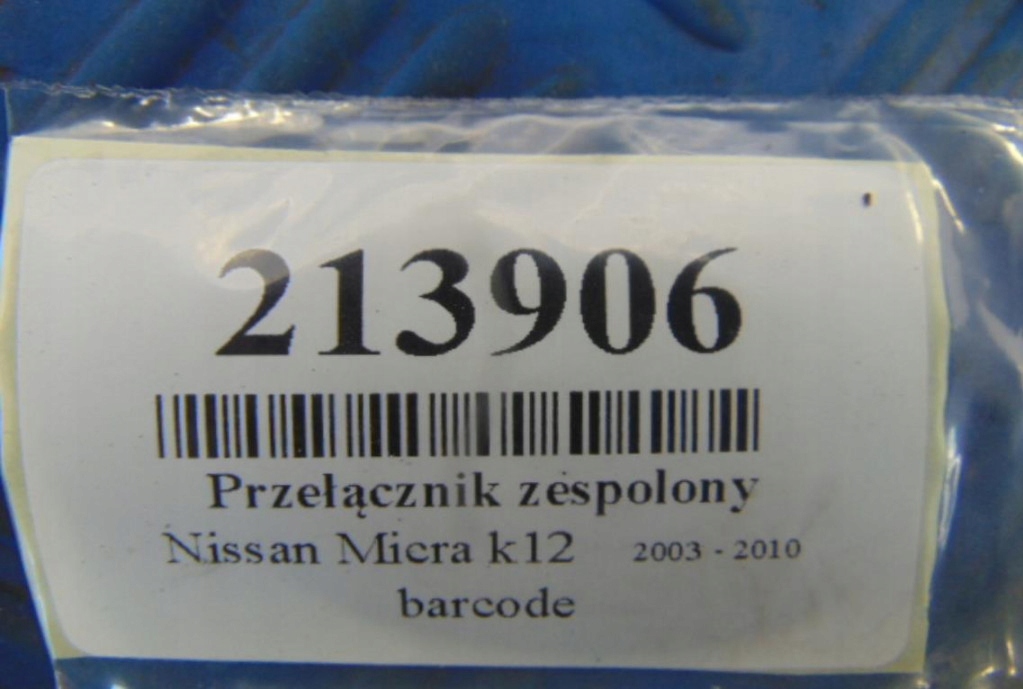 213906
Przełącznik zespolony
Nissan Micra k12 2003 - 2010
barcode